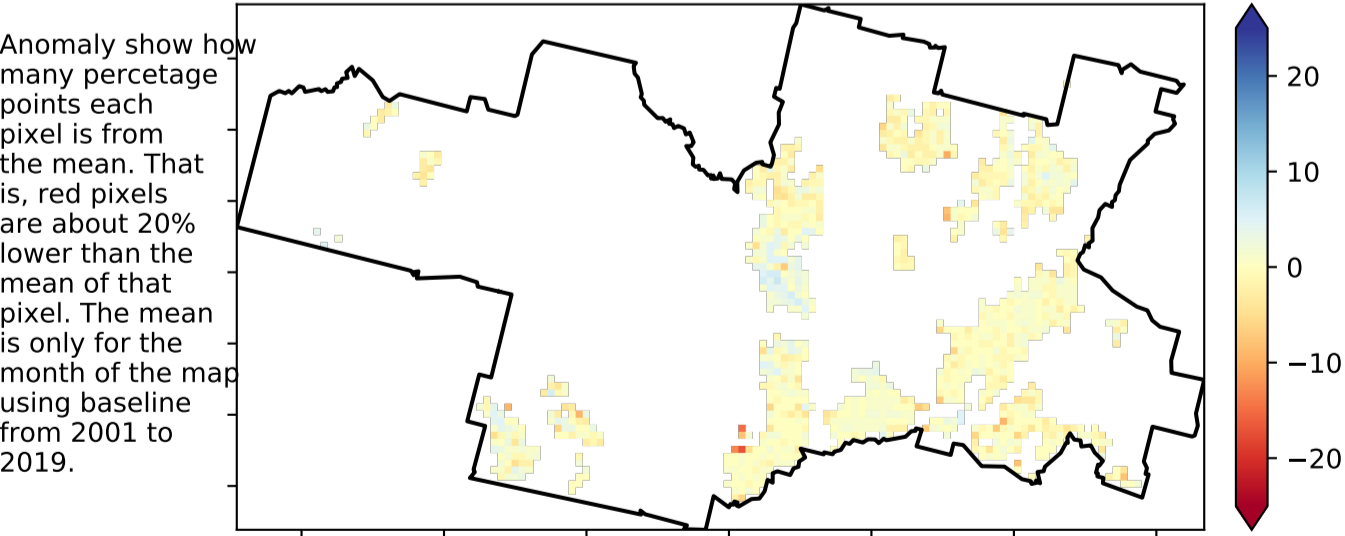 Anomaly show how
many percetage
points each
pixel is from
the mean. That
is, red pixels
are about 20%
lower than the
mean of that
pixel. The mean
is only for the
month of the map
using baseline
from 2001 to
2019.
20
10
0
−10
−20